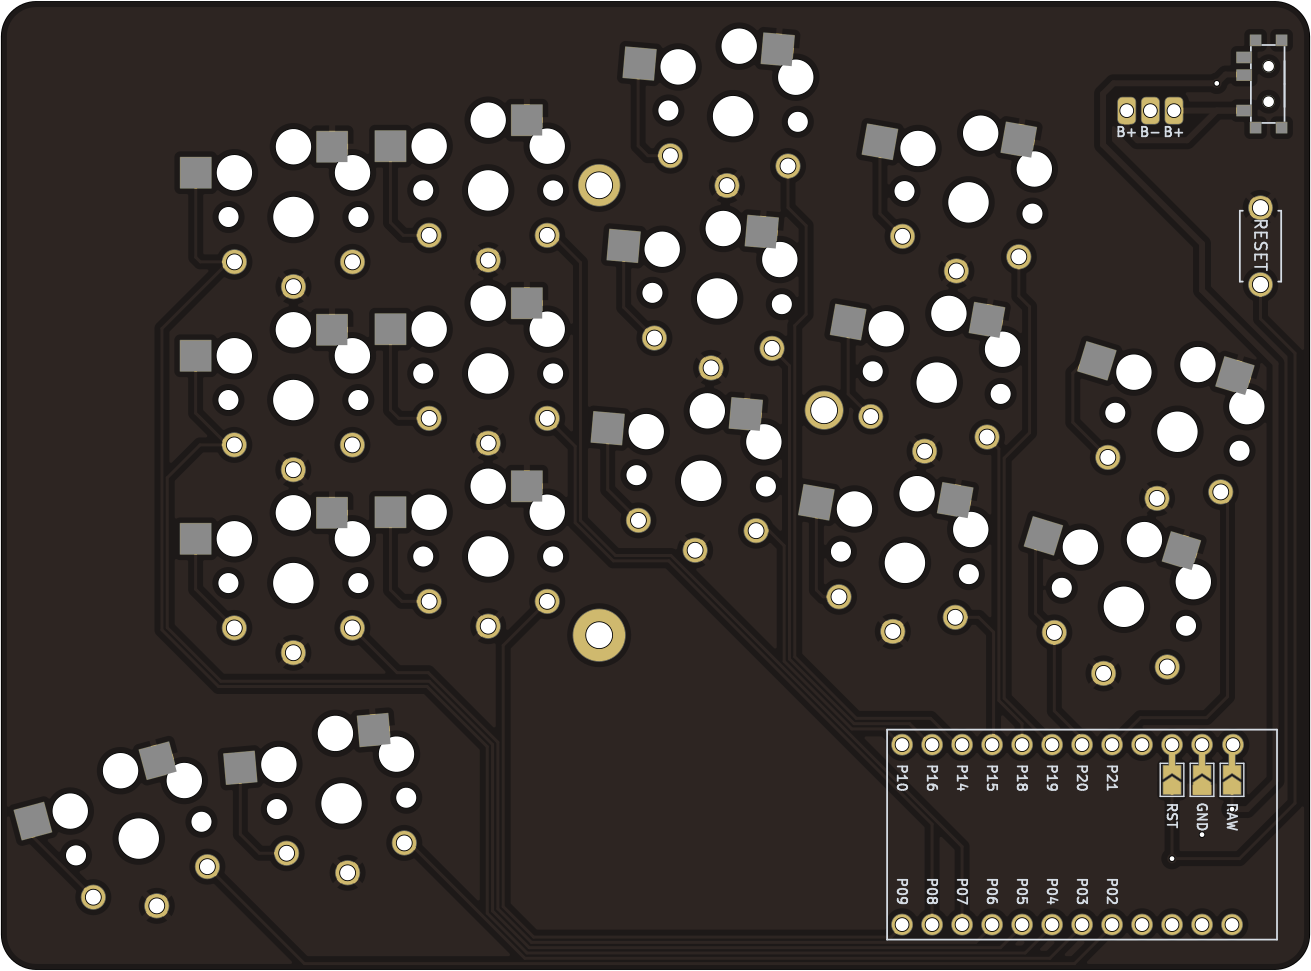 B+ B- B+
RESET
P10 P16 P14 P15 P18 P19 P20 P21
RST GND RAW
P09 P08 P07 P06 P05 P04 P03 P02